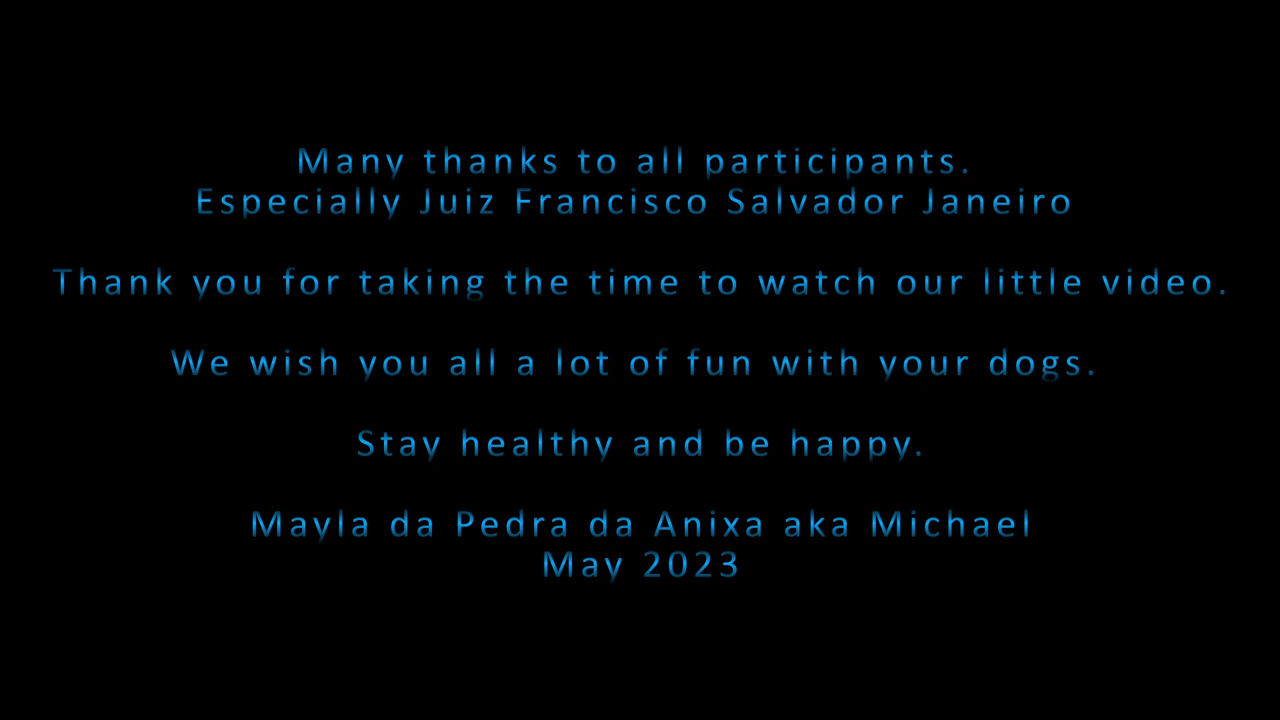 Many thanks to all participants.
Especially Juiz Francisco Salvador Janeiro
Thank you for taking the time to watch our little video.
We wish you all a lot of fun with your dogs.
Stay healthy and be happy.
Mayla da Pedra da Anixa aka Michael
May 2023